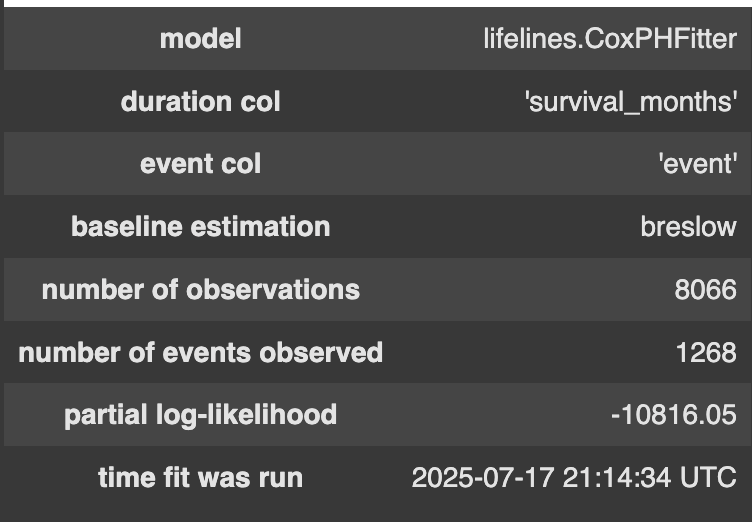 model lifelines.CoxPHFitter
duration col 'survival_months'
event col 'event'
baseline estimation breslow
number of observations 8066
number of events observed 1268
partial log-likelihood -10816.05
time fit was run 2025-07-17 21:14:34 UTC